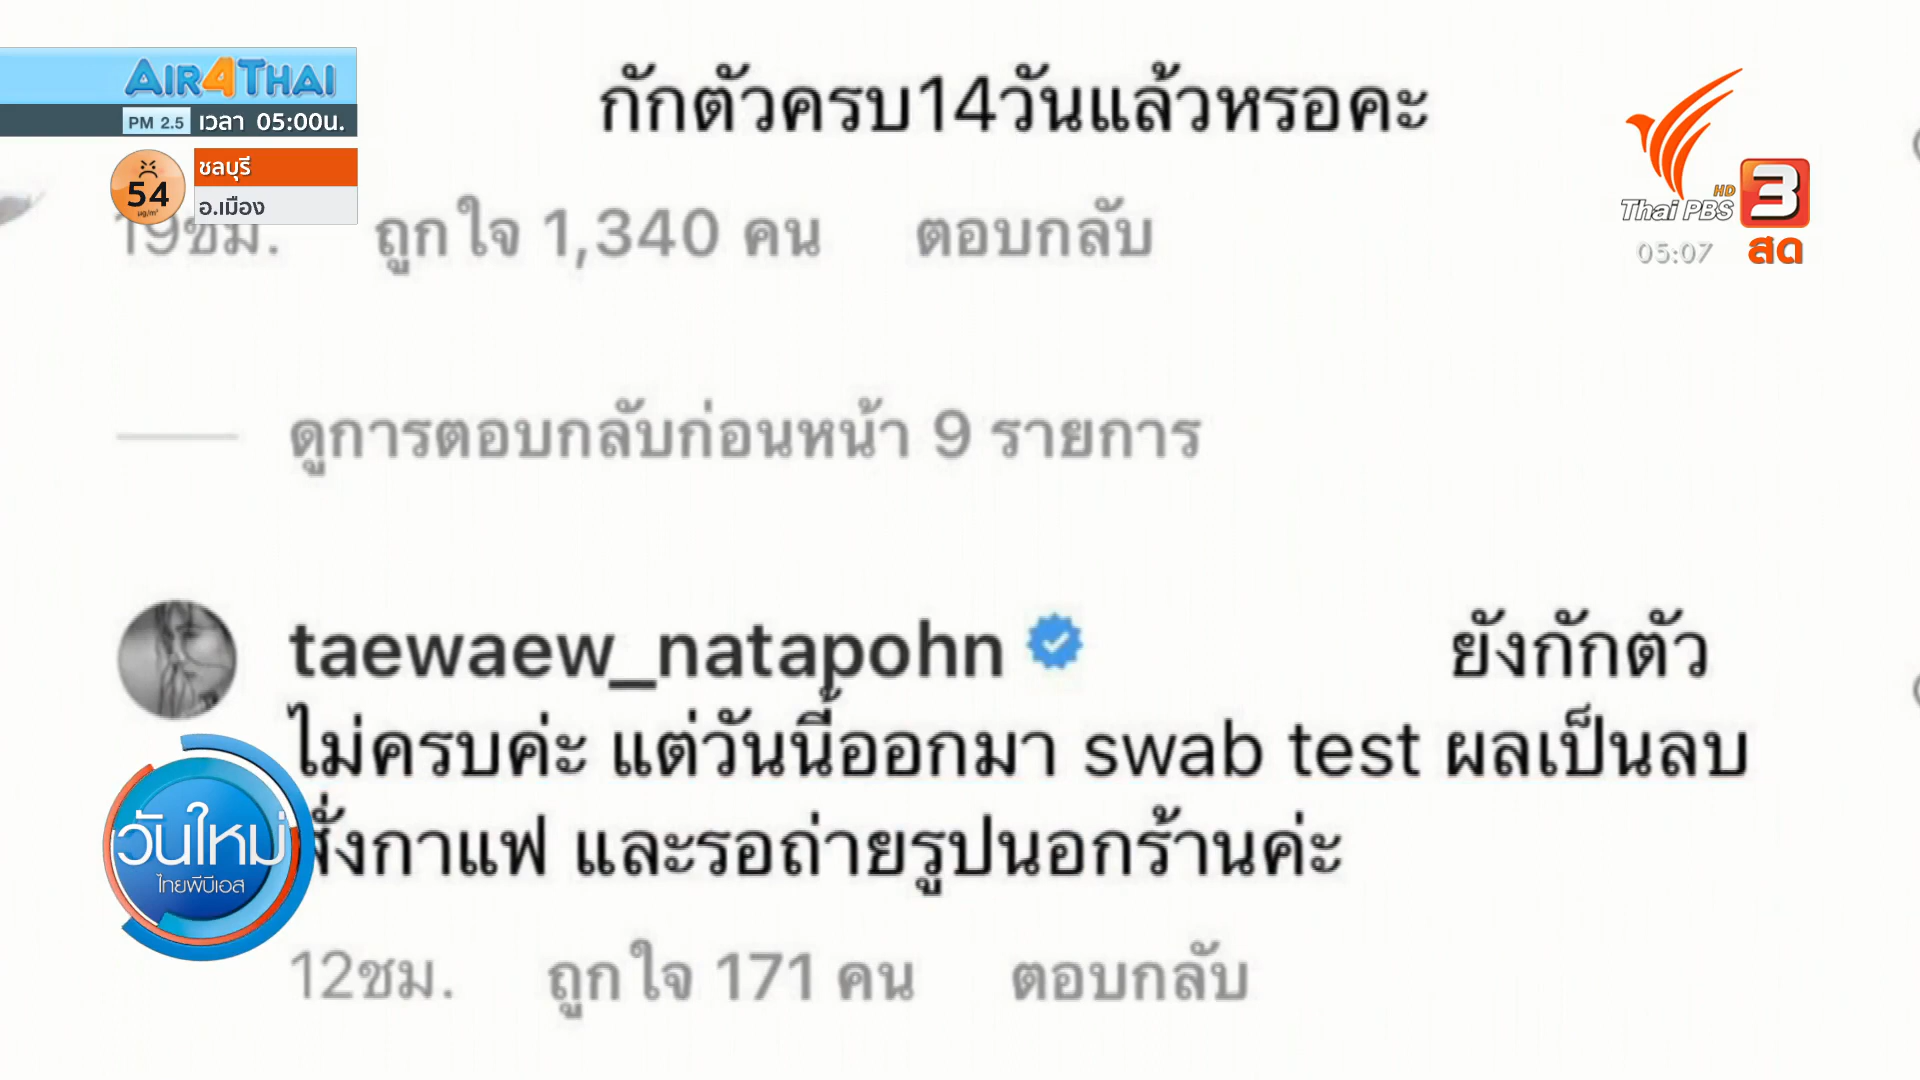 AIR4THAI
PM 2.5 เวลา 05:00น.
54
µg/m³
ชลบุรี
อ.เมือง
HD
Thai PBS 3
05:07 สด
กักตัวครบ14วันแล้วหรอคะ
19ชม. ถูกใจ 1,340 คน ตอบกลับ
ดูการตอบกลับก่อนหน้า 9 รายการ
taewaew_natapohn ยังกักตัว
ไม่ครบค่ะ แต่วันนี้ออกมา swab test ผลเป็นลบ
สั่งกาแฟ และรอถ่ายรูปนอกร้านค่ะ
12ชม. ถูกใจ 171 คน ตอบกลับ
วันใหม่
ไทยพีบีเอส